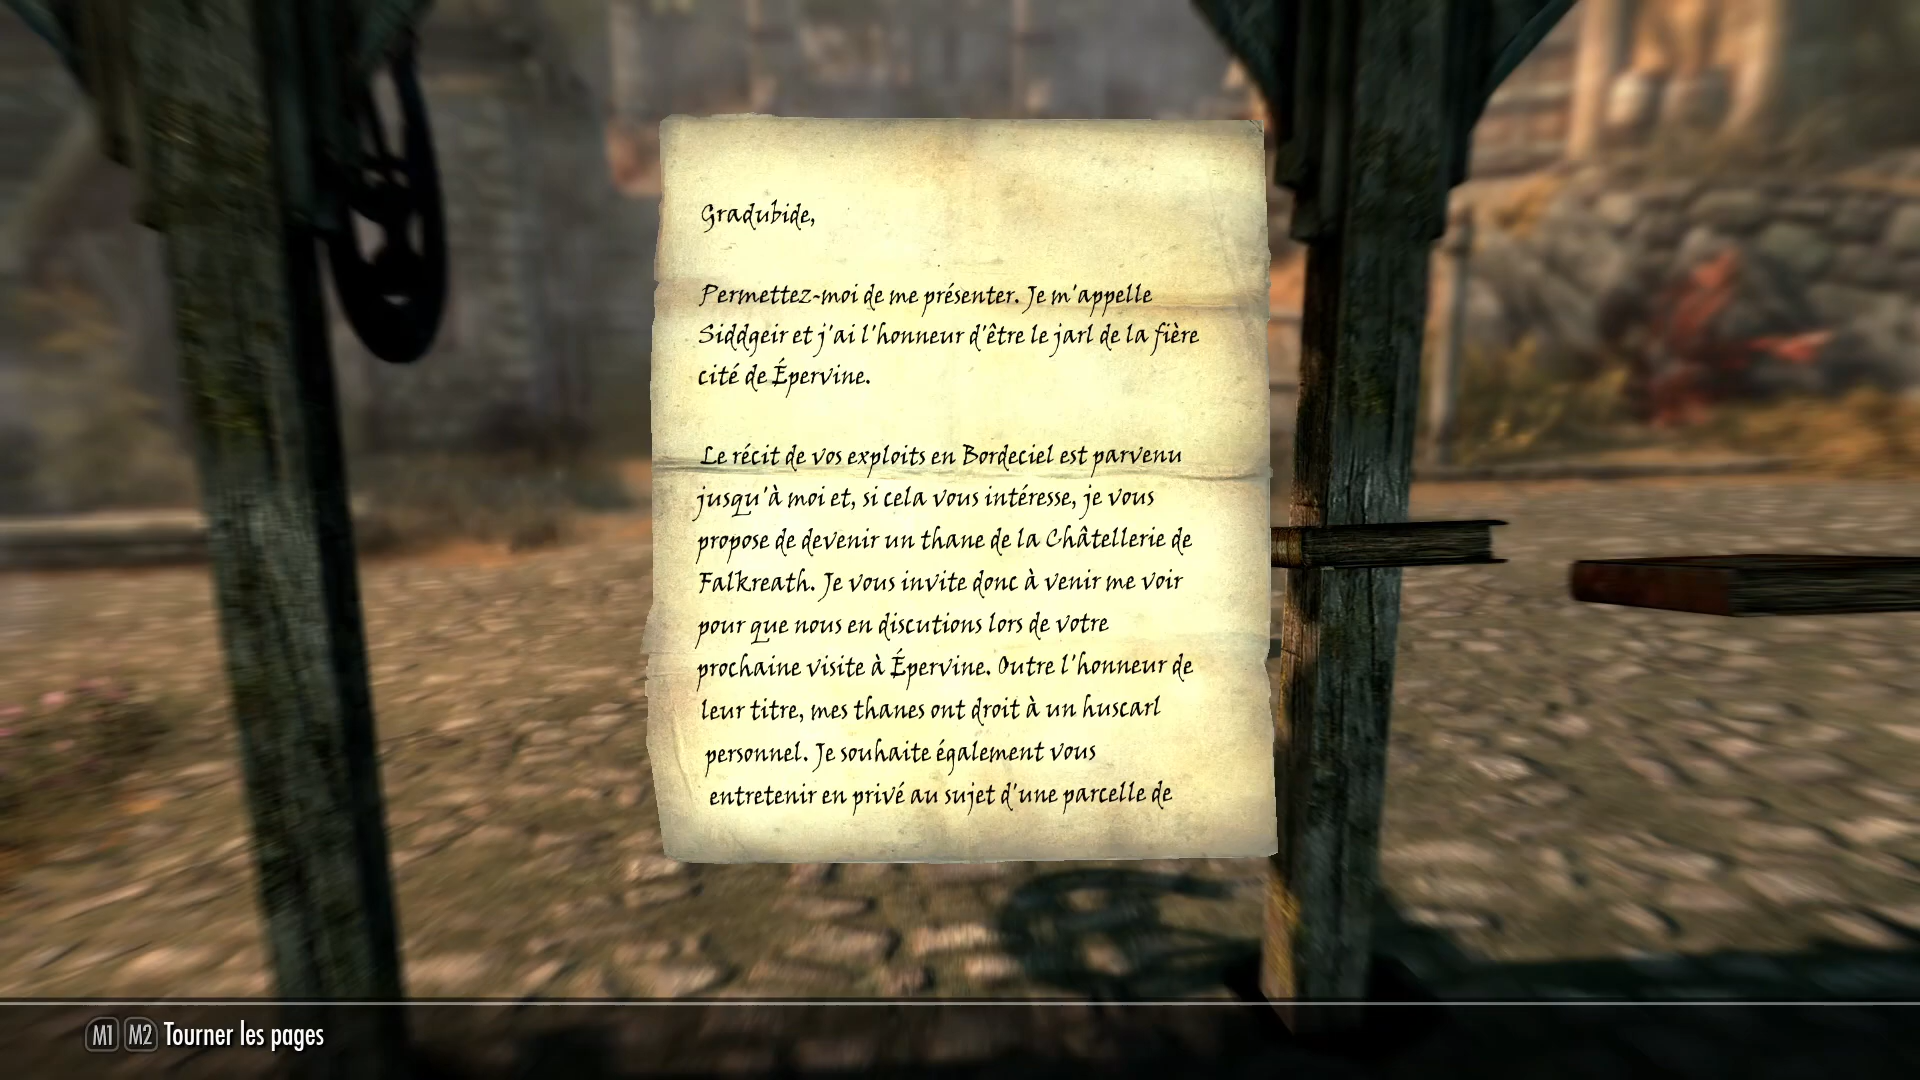 Gradubide,
Permettez-moi de me présenter. Je m'appelle
Siddgeir et j'ai l'honneur d'être le jarl de la fière
cité de Épervine.
Le récit de vos exploits en Bordeciel est parvenu
jusqu'à moi et, si cela vous intéresse, je vous
propose de devenir un thane de la Châtellerie de
Falkreath. Je vous invite donc à venir me voir
pour que nous en discutions lors de votre
prochaine visite à Épervine. Outre l'honneur de
leur titre, mes thanes ont droit à un huscarl
personnel. Je souhaite également vous
entretenir en privé au sujet d'une parcelle de
M1 M2 Tourner les pages